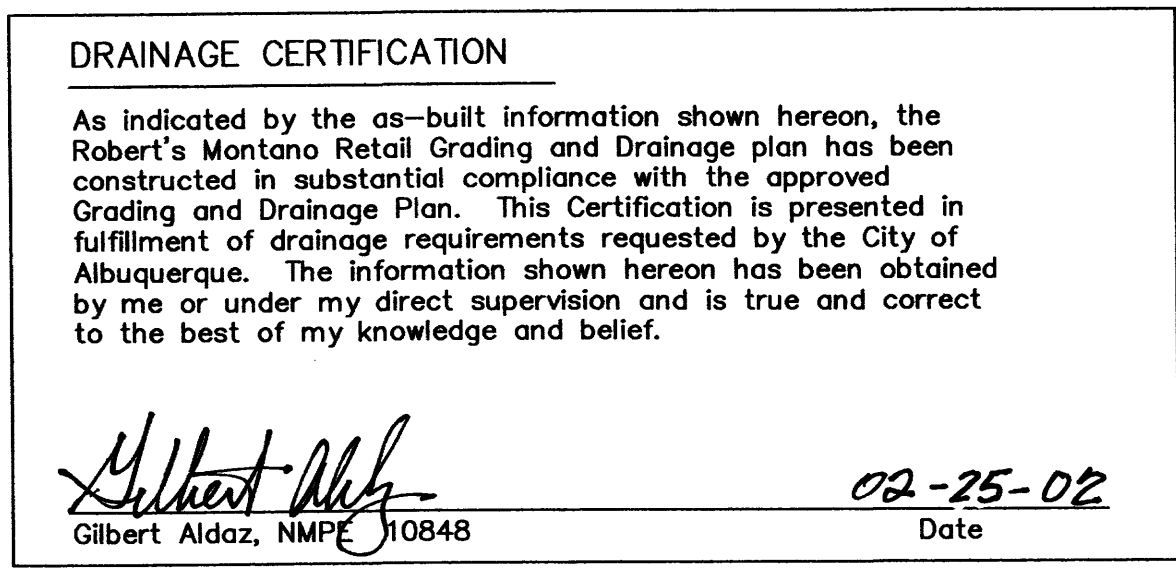 DRAINAGE CERTIFICATION
As indicated by the as-built information shown hereon, the
Robert's Montano Retail Grading and Drainage plan has been
constructed in substantial compliance with the approved
Grading and Drainage Plan. This Certification is presented in
fulfillment of drainage requirements requested by the City of
Albuquerque. The information shown hereon has been obtained
by me or under my direct supervision and is true and correct
to the best of my knowledge and belief.
Gilbert Aldaz 02-25-02
Gilbert Aldaz, NMPE 10848 Date